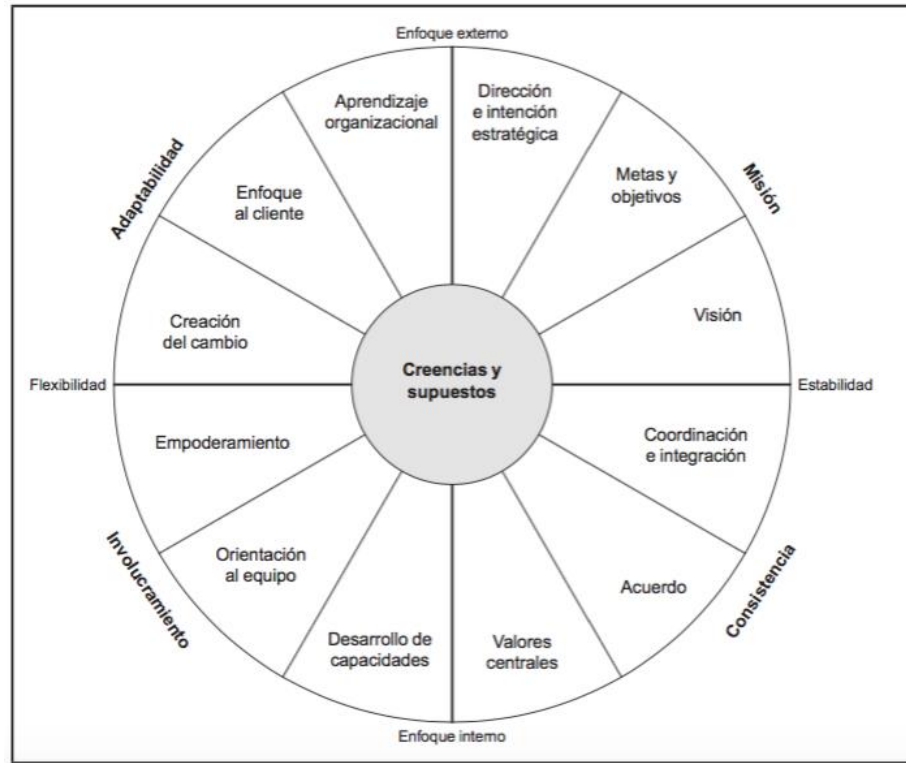 Enfoque externo
Aprendizaje
organizacional
Dirección
e intención
estratégica
Adaptabilidad
Misión
Enfoque
al cliente
Metas y
objetivos
Creación
del cambio
Visión
Creencias y
supuestos
Flexibilidad
Estabilidad
Empoderamiento
Coordinación
e integración
Orientación
al equipo
Acuerdo
Involucramiento
Consistencia
Desarrollo de
capacidades
Valores
centrales
Enfoque interno